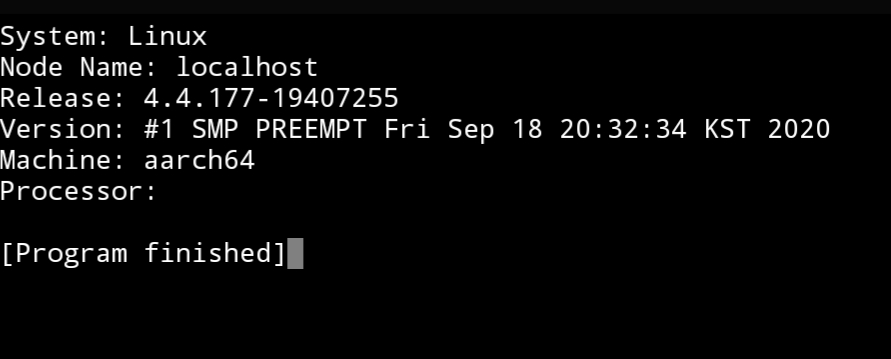 System: Linux
Node Name: localhost
Release: 4.4.177-19407255
Version: #1 SMP PREEMPT Fri Sep 18 20:32:34 KST 2020
Machine: aarch64
Processor:
[Program finished]